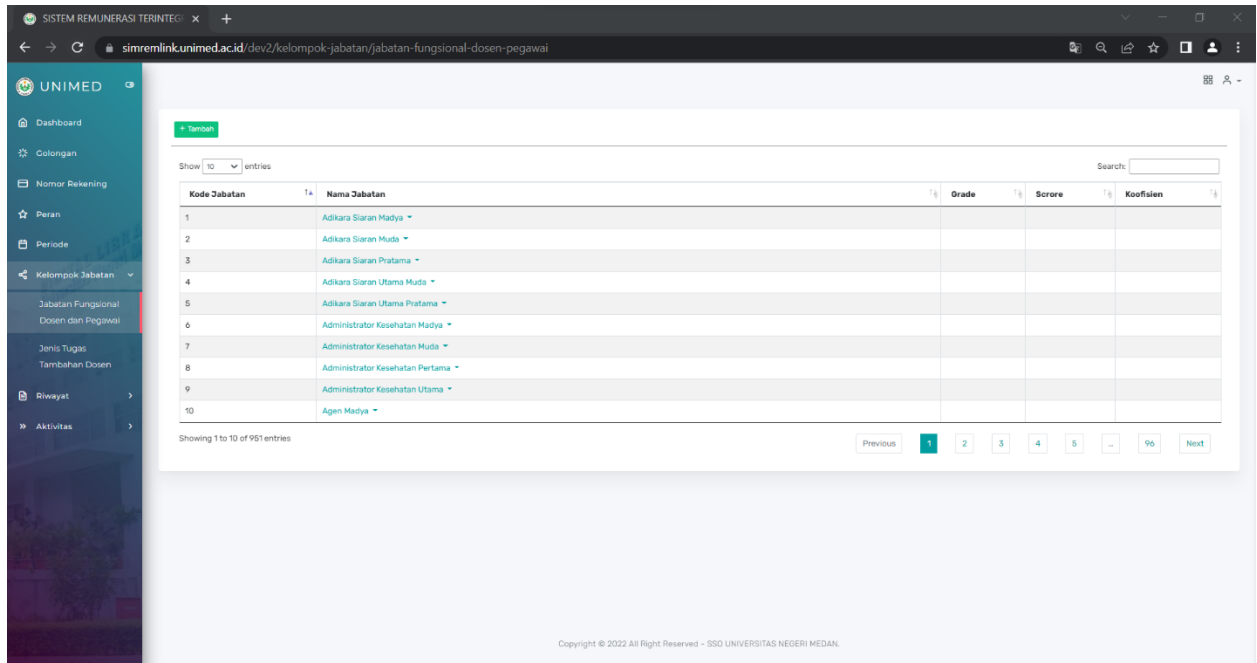 SISTEM REMUNERASI TERINTEG
simremlink.unimed.ac.id/dev2/kelompok-jabatan/jabatan-fungsional-dosen-pegawai
UNIMED
Dashboard
Golongan
Nomor Rekening
Peran
Periode
Kelompok Jabatan
Jabatan Fungsional
Dosen dan Pegawai
Jenis Tugas
Tambahan Dosen
Riwayat
Aktivitas
+ Tambah
Show 10 entries
Search:
Kode Jabatan Nama Jabatan Grade Scrore Koofisien
1 Adikara Siaran Madya
2 Adikara Siaran Muda
3 Adikara Siaran Pratama
4 Adikara Siaran Utama Muda
5 Adikara Siaran Utama Pratama
6 Administrator Kesehatan Madya
7 Administrator Kesehatan Muda
8 Administrator Kesehatan Pertama
9 Administrator Kesehatan Utama
10 Agen Madya
Showing 1 to 10 of 951 entries
Previous 1 2 3 4 5 ... 96 Next
Copyright © 2022 All Right Reserved - SSO UNIVERSITAS NEGERI MEDAN.